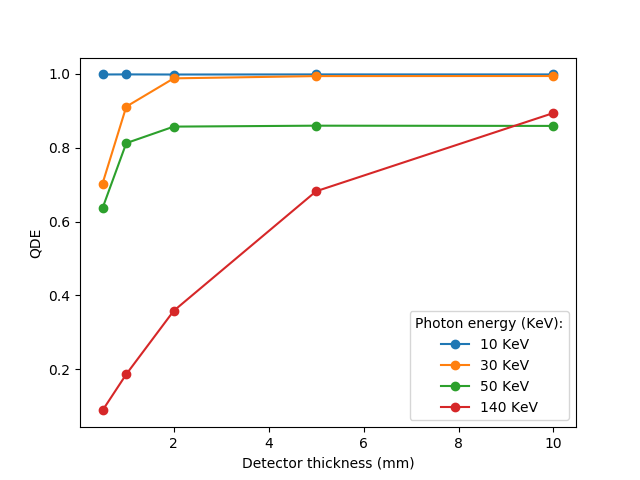 1.0
0.8
0.6
0.4
0.2
QDE
2
4
6
8
10
Detector thickness (mm)
Photon energy (KeV):
10 KeV
30 KeV
50 KeV
140 KeV